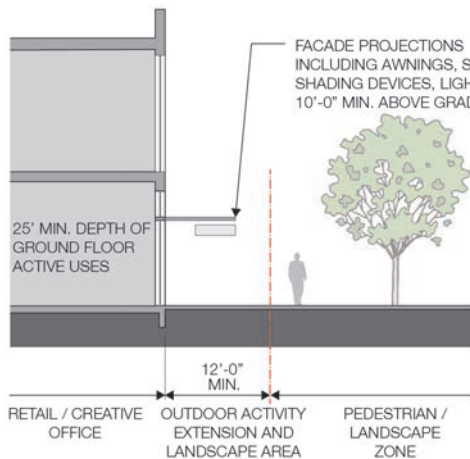 FACADE PROJECTIONS
INCLUDING AWNINGS,
SHADING DEVICES,
10'-0" MIN. ABOVE
25' MIN. DEPTH OF
GROUND FLOOR
ACTIVE USES
12'-0"
MIN.
RETAIL / CREATIVE
OFFICE
OUTDOOR ACTIVITY
EXTENSION AND
LANDSCAPE AREA
PEDESTRIAN /
LANDSCAPE
ZONE